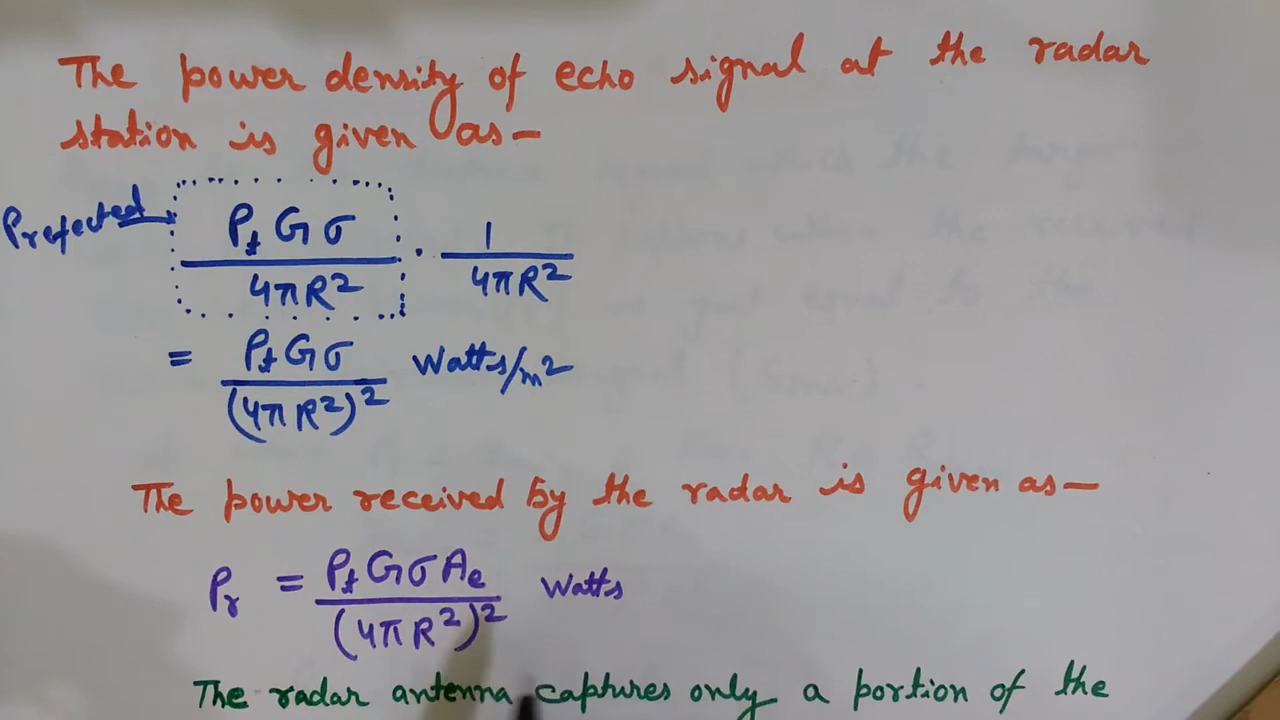 The power density of echo signal at the radar
station is given as-
Prefected
PtGσ/4πR² · 1/4πR²
= PtGσ/(4πR²)² Watts/m²
The power received by the radar is given as-
Pr = PtGσAe/(4πR²)² Watts
The radar antenna captures only a portion of the